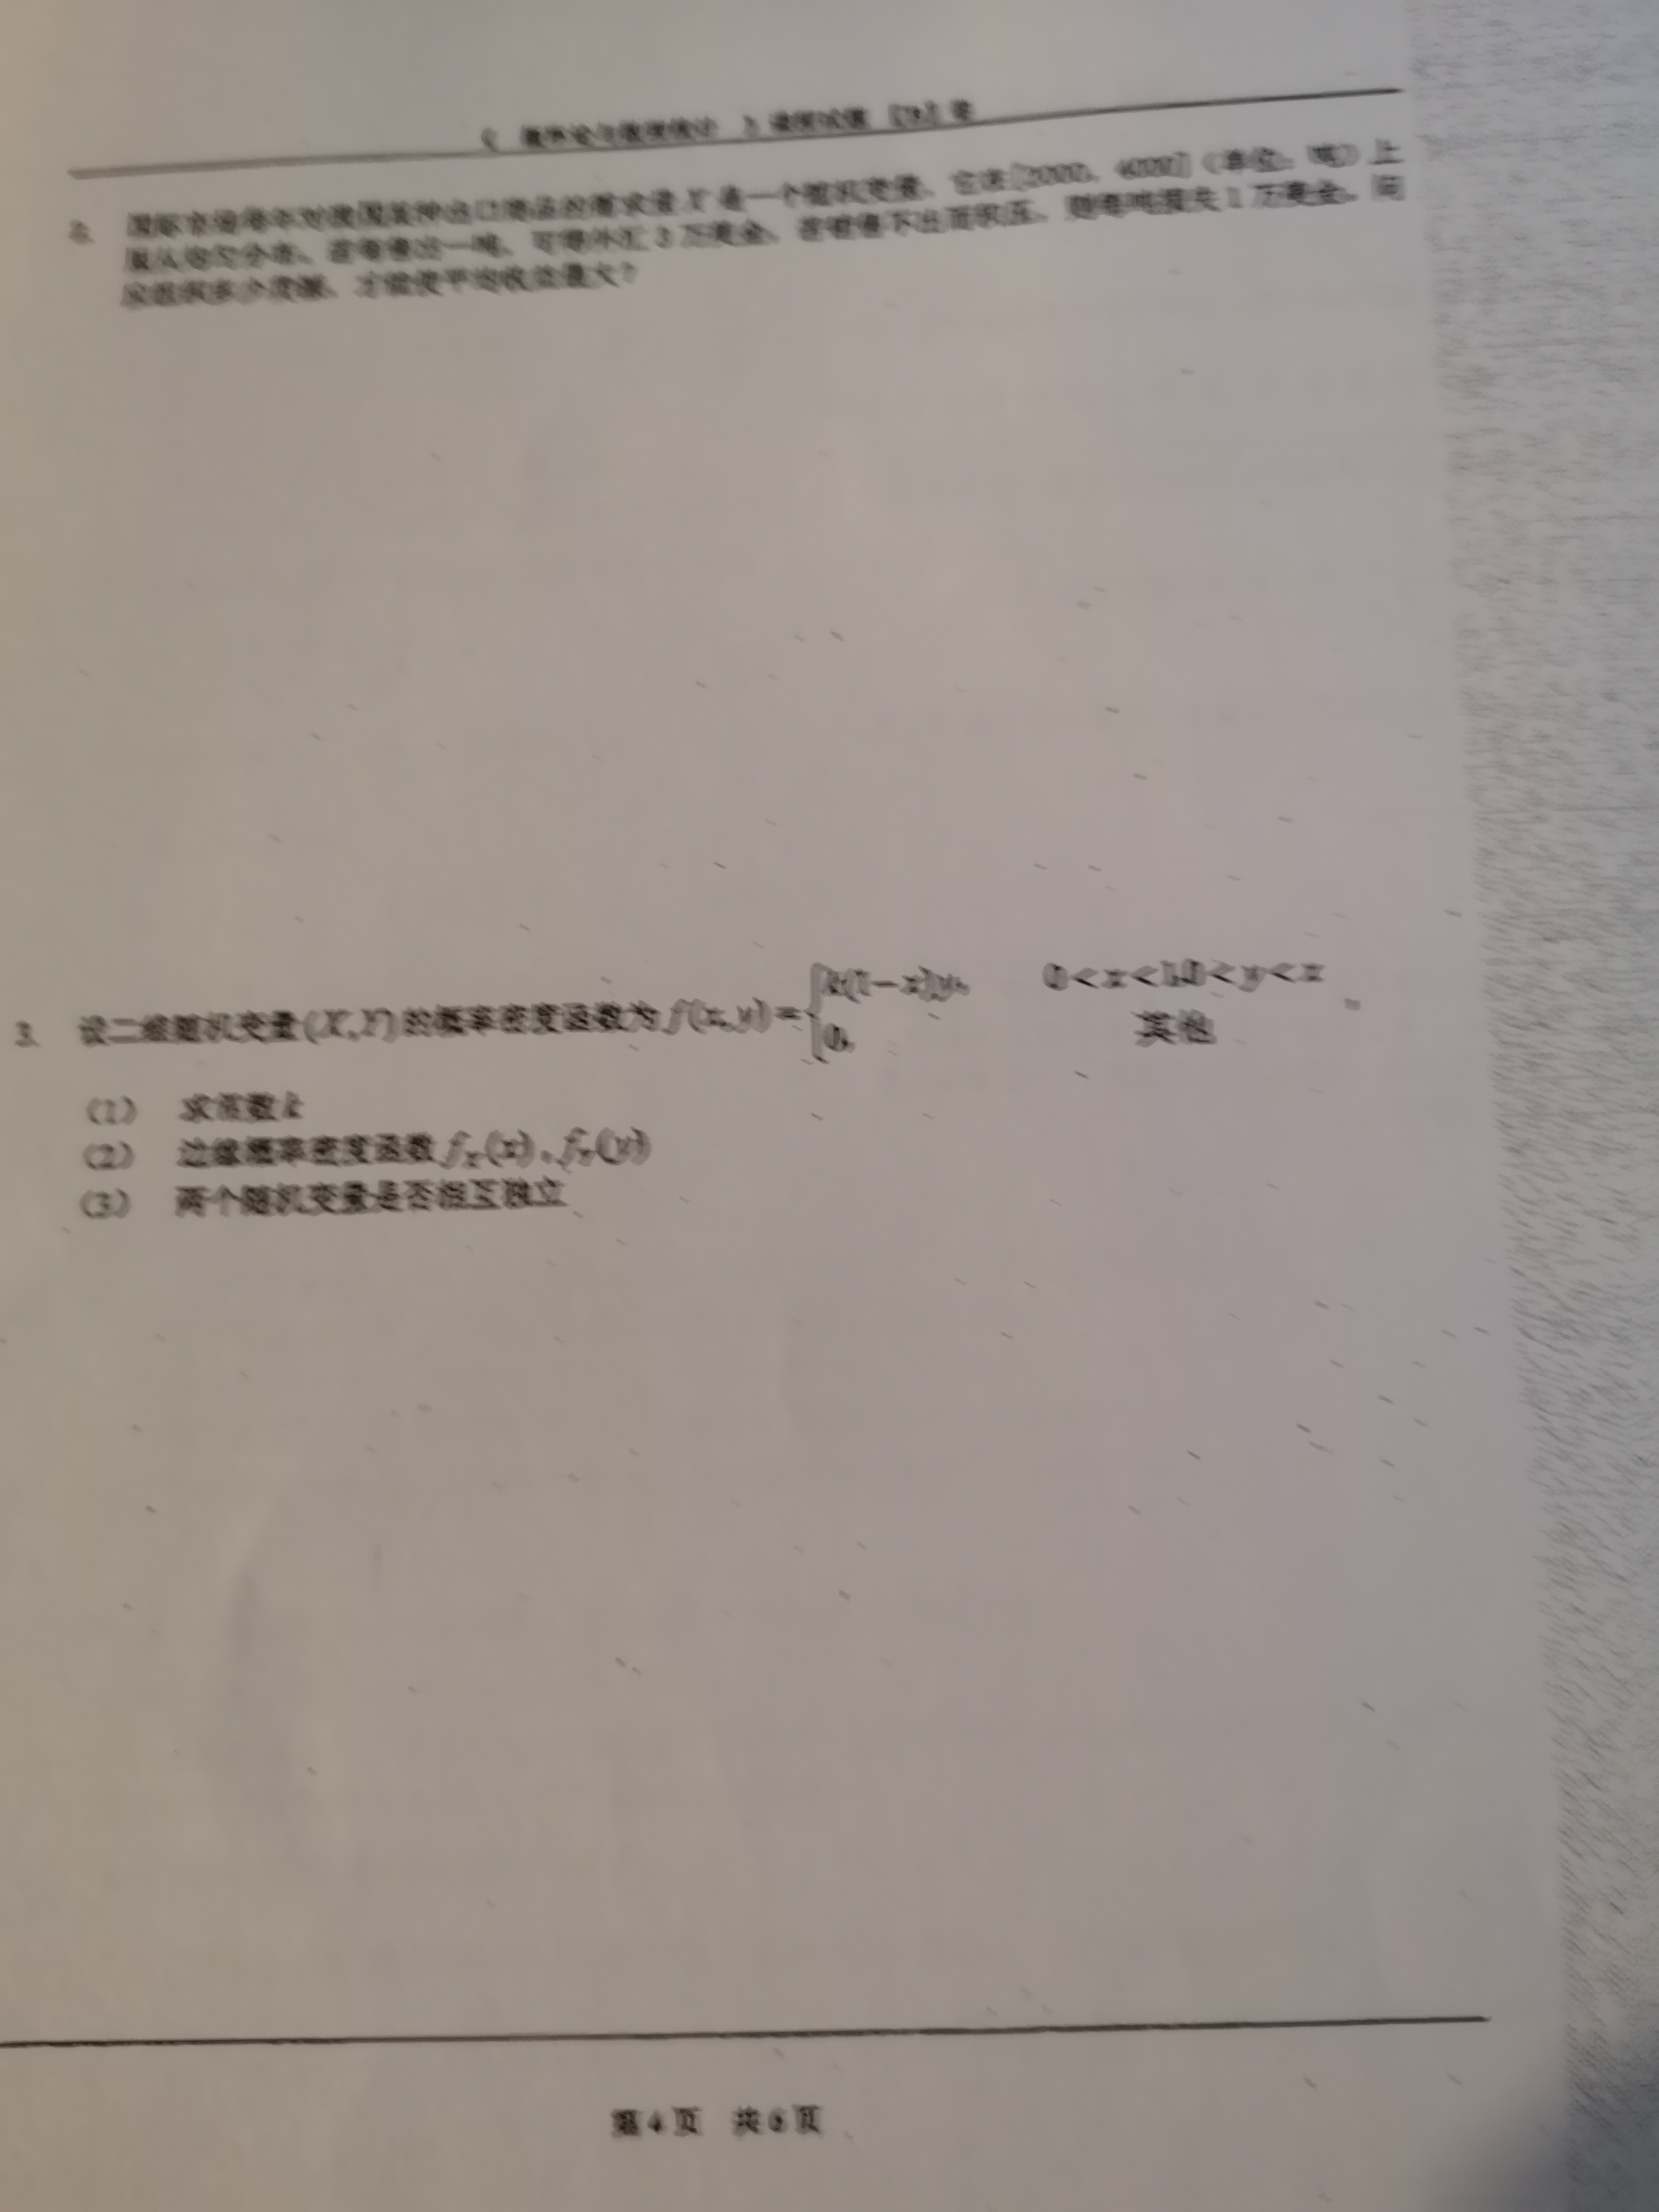 《 概率论与数理统计 》课程试题 【B】卷
2. 国际市场每年对我国某种出口商品的需求量X是一个随机变量，它在[2000，4000]（单位：吨）上
服从均匀分布。若每售出一吨，可得外汇3万美金，若销售不出而积压，则每吨损失1万美金。问
应组织多少货源，才能使平均收益最大？
3. 设二维随机变量(X,Y)的概率密度函数为f(x,y)={k(1−x)y, 0<x<1,0<y<x
0, 其他 。
（1） 求常数k
（2） 边缘概率密度函数f_X(x)、f_Y(y)
（3） 两个随机变量是否相互独立
第4页 共6页